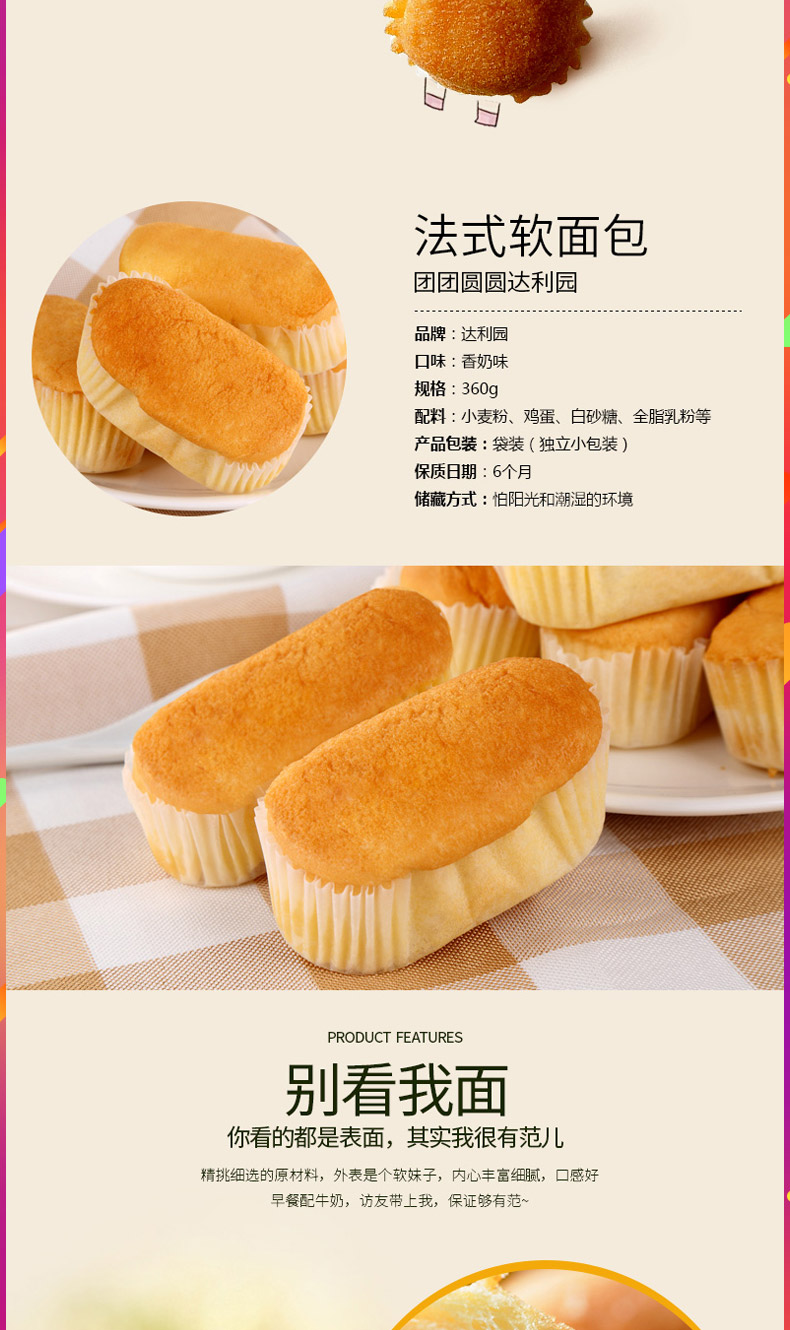 法式软面包
团团圆圆达利园
品牌：达利园
口味：香奶味
规格：360g
配料：小麦粉、鸡蛋、白砂糖、全脂乳粉等
产品包装：袋装（独立小包装）
保质日期：6个月
储藏方式：怕阳光和潮湿的环境
PRODUCT FEATURES
别看我面
你看的都是表面，其实我很有范儿
精挑细选的原材料，外表是个软妹子，内心丰富细腻，口感好
早餐配牛奶，访友带上我，保证够有范~